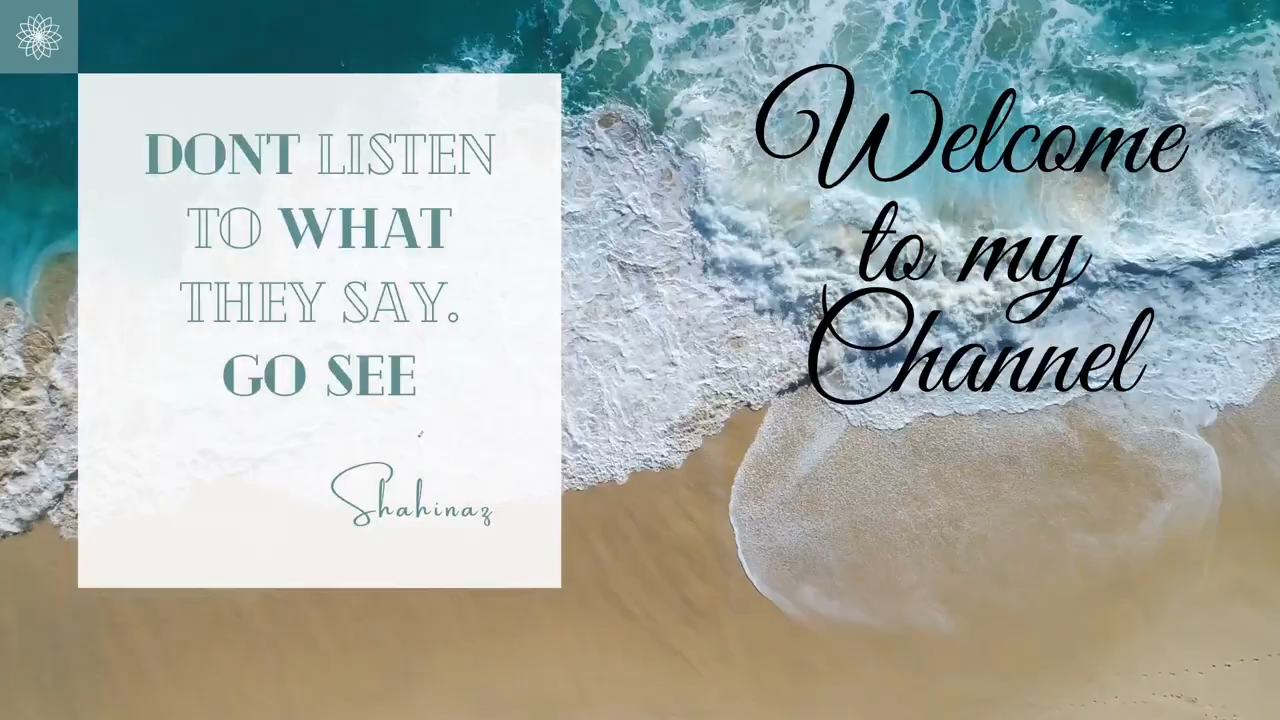 DONT LISTEN
TO WHAT
THEY SAY.
GO SEE
Shahinaz
Welcome
to my
Channel